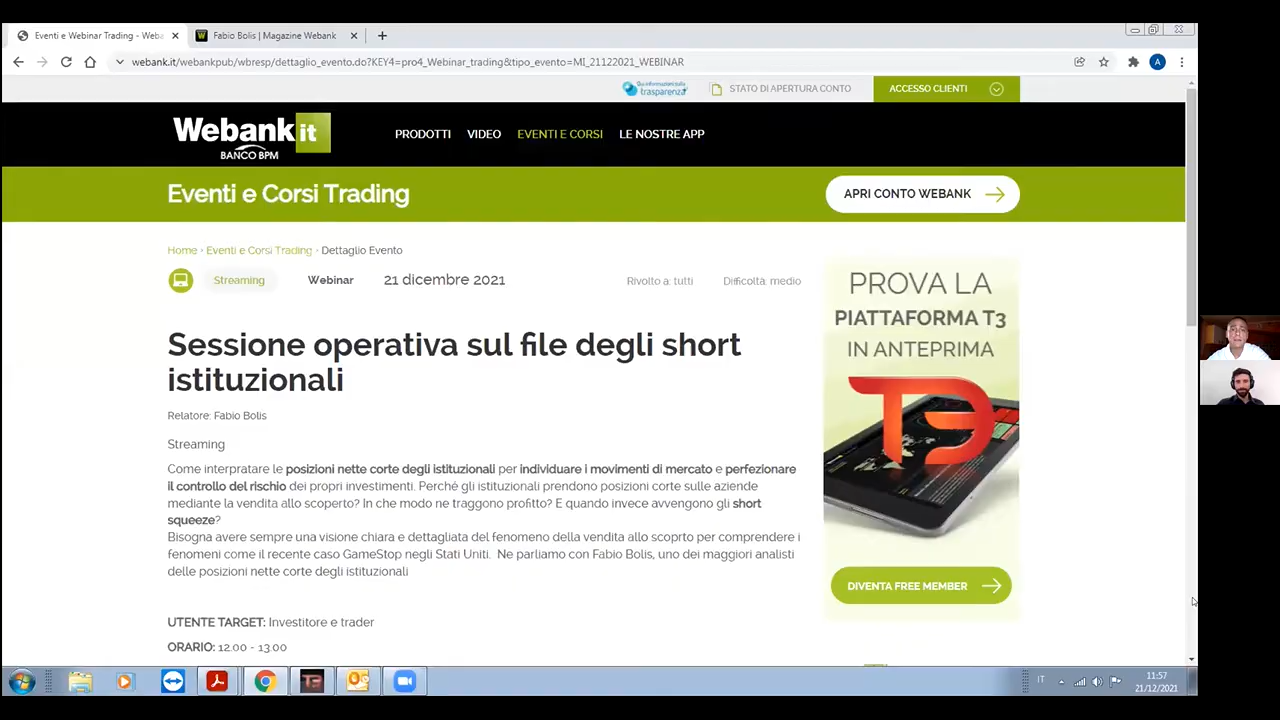 Eventi e Webinar Trading - Weba
Fabio Bolis | Magazine Webank
webank.it/webankpub/wbresp/dettaglio_evento.do?KEY4=pro4_Webinar_trading&tipo_evento=MI_21122021_WEBINAR
A
Qui informazioni sulla
trasparenza
STATO DI APERTURA CONTO
ACCESSO CLIENTI
Webank it
BANCO BPM
PRODOTTI
VIDEO
EVENTI E CORSI
LE NOSTRE APP
Eventi e Corsi Trading
APRI CONTO WEBANK
Home • Eventi e Corsi Trading • Dettaglio Evento
Streaming
Webinar
21 dicembre 2021
Rivolto a: tutti
Difficoltà: medio
Sessione operativa sul file degli short
istituzionali
Relatore: Fabio Bolis
Streaming
Come interpratare le posizioni nette corte degli istituzionali per individuare i movimenti di mercato e perfezionare
il controllo del rischio dei propri investimenti. Perché gli istituzionali prendono posizioni corte sulle aziende
mediante la vendita allo scoperto? In che modo ne traggono profitto? E quando invece avvengono gli short
squeeze?
Bisogna avere sempre una visione chiara e dettagliata del fenomeno della vendita allo scoprto per comprendere i
fenomeni come il recente caso GameStop negli Stati Uniti. Ne parliamo con Fabio Bolis, uno dei maggiori analisti
delle posizioni nette corte degli istituzionali
UTENTE TARGET: Investitore e trader
ORARIO: 12.00 - 13.00
PROVA LA
PIATTAFORMA T3
IN ANTEPRIMA
T3
DIVENTA FREE MEMBER
T3
IT
11:57
21/12/2021